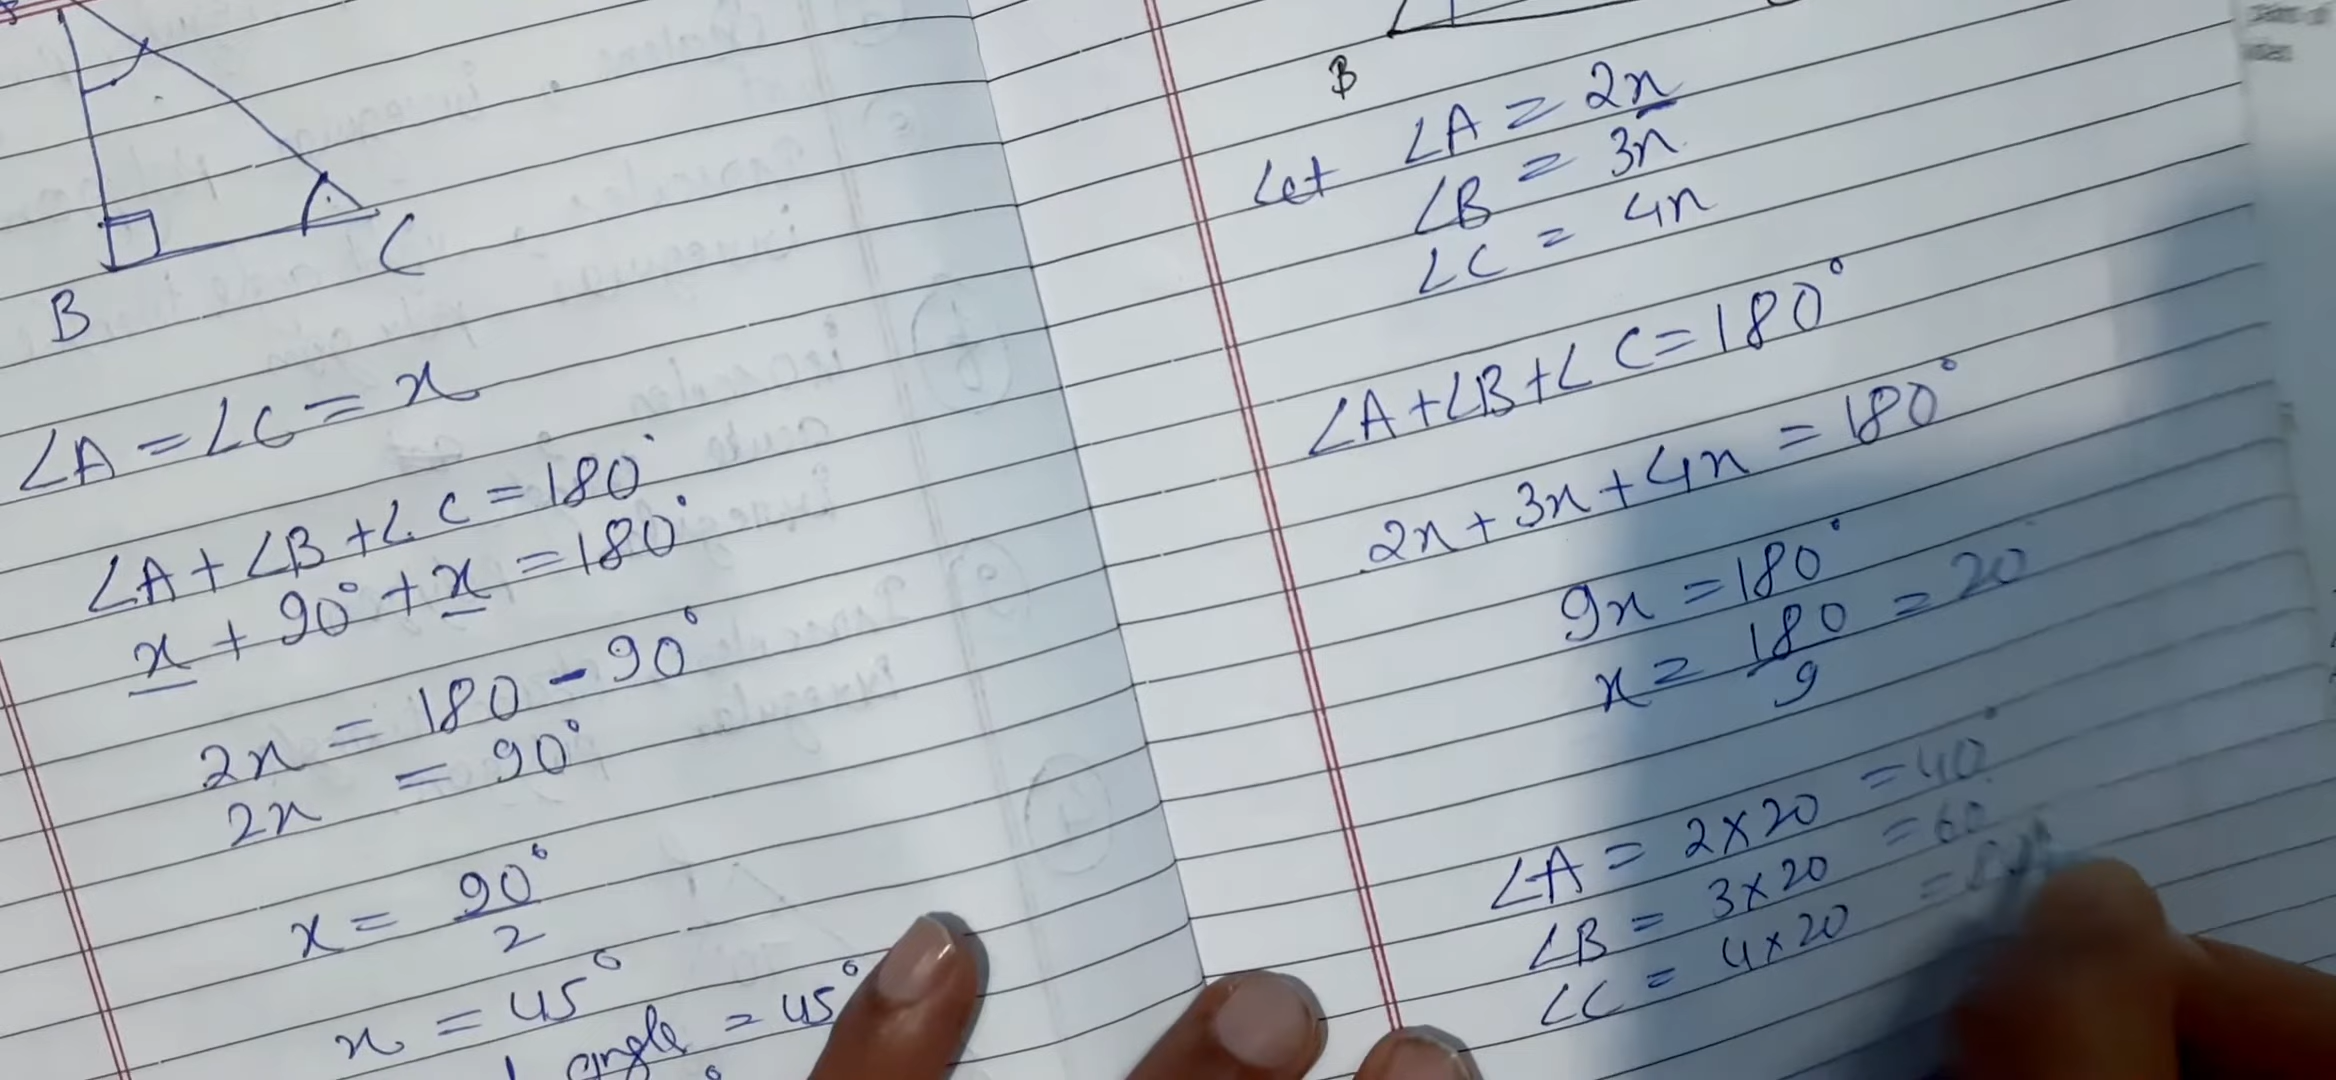 B
C
∠A = ∠C = x
∠A + ∠B + ∠C = 180°
x + 90° + x = 180°
2x = 180 - 90°
2x = 90°
x = 90°/2
x = 45°
angle = 45°
B
Let ∠A = 2x
∠B = 3x
∠C = 4x
∠A + ∠B + ∠C = 180°
2x + 3x + 4x = 180°
9x = 180°
x = 180/9 = 20
∠A = 2 × 20 = 40°
∠B = 3 × 20 = 60
∠C = 4 × 20 =